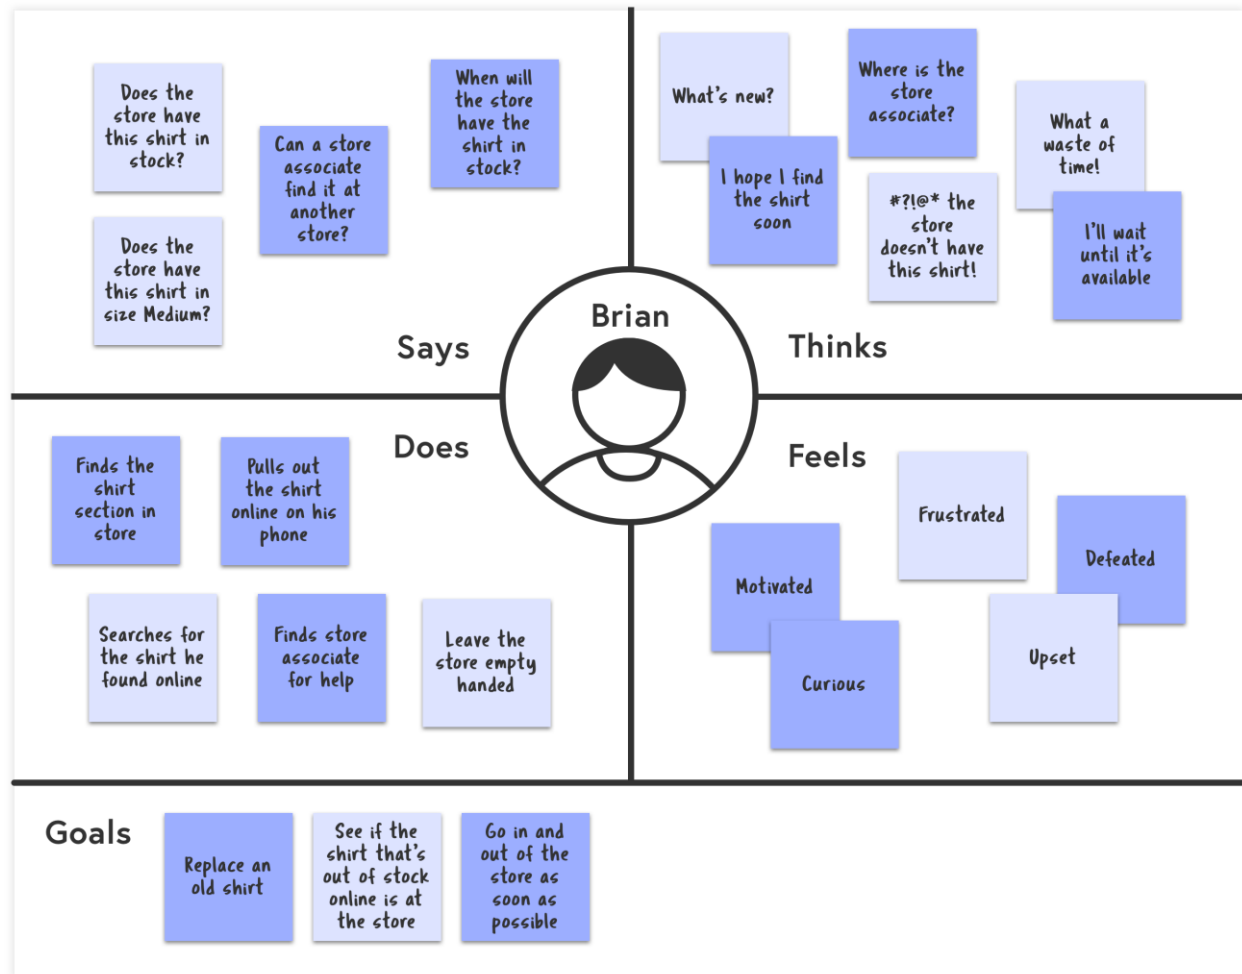 Does the
store have
this shirt in
stock?
Can a store
associate
find it at
another
store?
When will
the store
have the
shirt in
stock?
Does the
store have
this shirt in
size Medium?
Says
What's new?
I hope I find
the shirt
soon
Where is the
store
associate?
#?!@* the
store
doesn't have
this shirt!
What a
waste of
time!
I'll wait
until it's
available
Brian
Thinks
Does
Finds the
shirt
section in
store
Pulls out
the shirt
online on his
phone
Searches for
the shirt he
found online
Finds store
associate
for help
Leave the
store empty
handed
Feels
Motivated
Curious
Frustrated
Defeated
Upset
Goals
Replace an
old shirt
See if the
shirt that's
out of stock
online is at
the store
Go in and
out of the
store as
soon as
possible